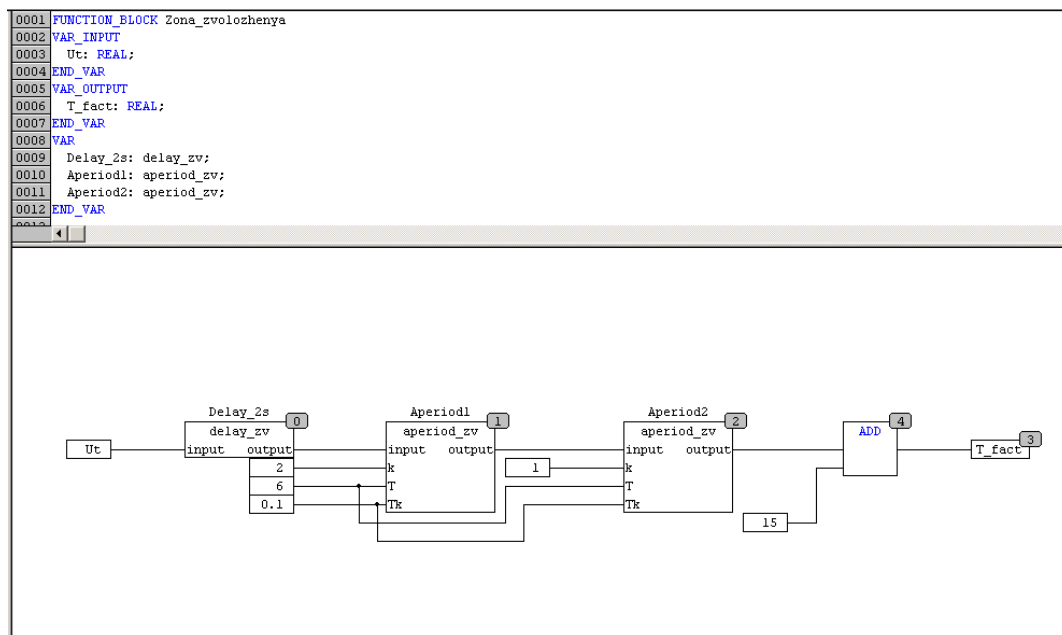 0001 FUNCTION_BLOCK Zona_zvolozhenya
0002 VAR_INPUT
0003 Ut: REAL;
0004 END_VAR
0005 VAR_OUTPUT
0006 T_fact: REAL;
0007 END_VAR
0008 VAR
0009 Delay_2s: delay_zv;
0010 Aperiod1: aperiod_zv;
0011 Aperiod2: aperiod_zv;
0012 END_VAR
Delay_2s 0 Aperiod1 1 Aperiod2 2 4
delay_zv aperiod_zv aperiod_zv ADD 3
Ut input output input output input output T_fact
2 k 1 k
6 T T
0.1 Tk Tk
15